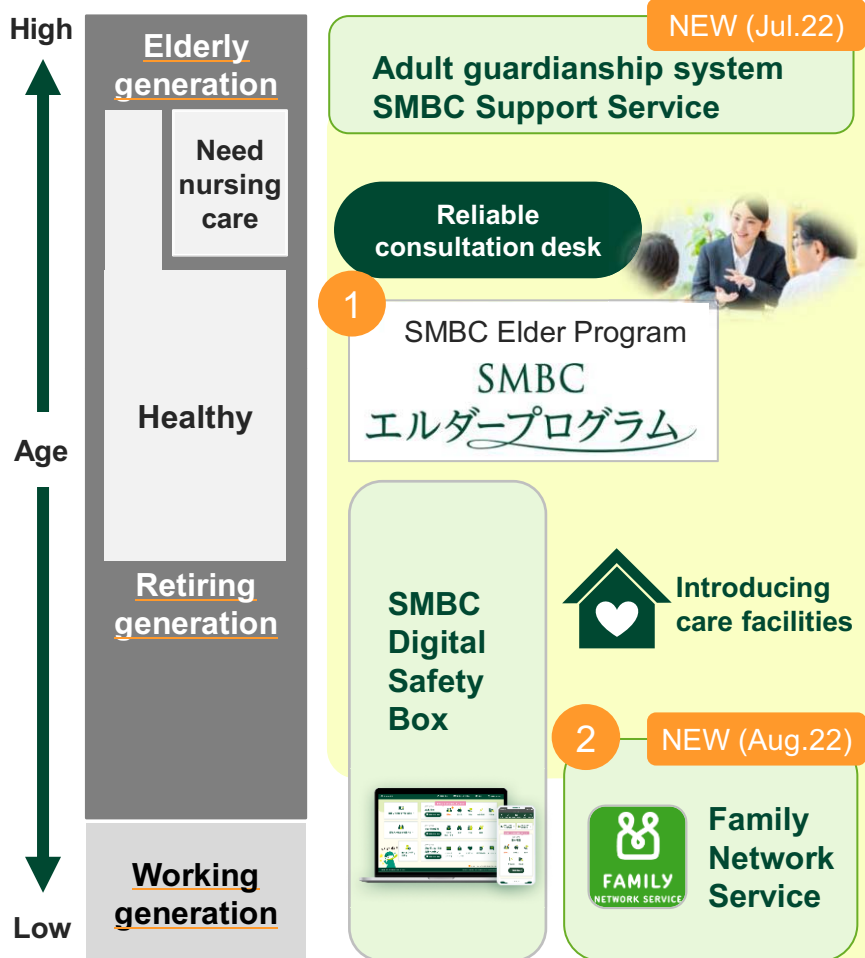 High
Age
Low
Elderly
generation
Need
nursing
care
Healthy
Retiring
generation
Working
generation
NEW (Jul.22)
Adult guardianship system
SMBC Support Service
Reliable
consultation desk
1
SMBC Elder Program
SMBC
エルダープログラム
SMBC
Digital
Safety
Box
Introducing
care facilities
2
NEW (Aug.22)
FAMILY
NETWORK SERVICE
Family
Network
Service